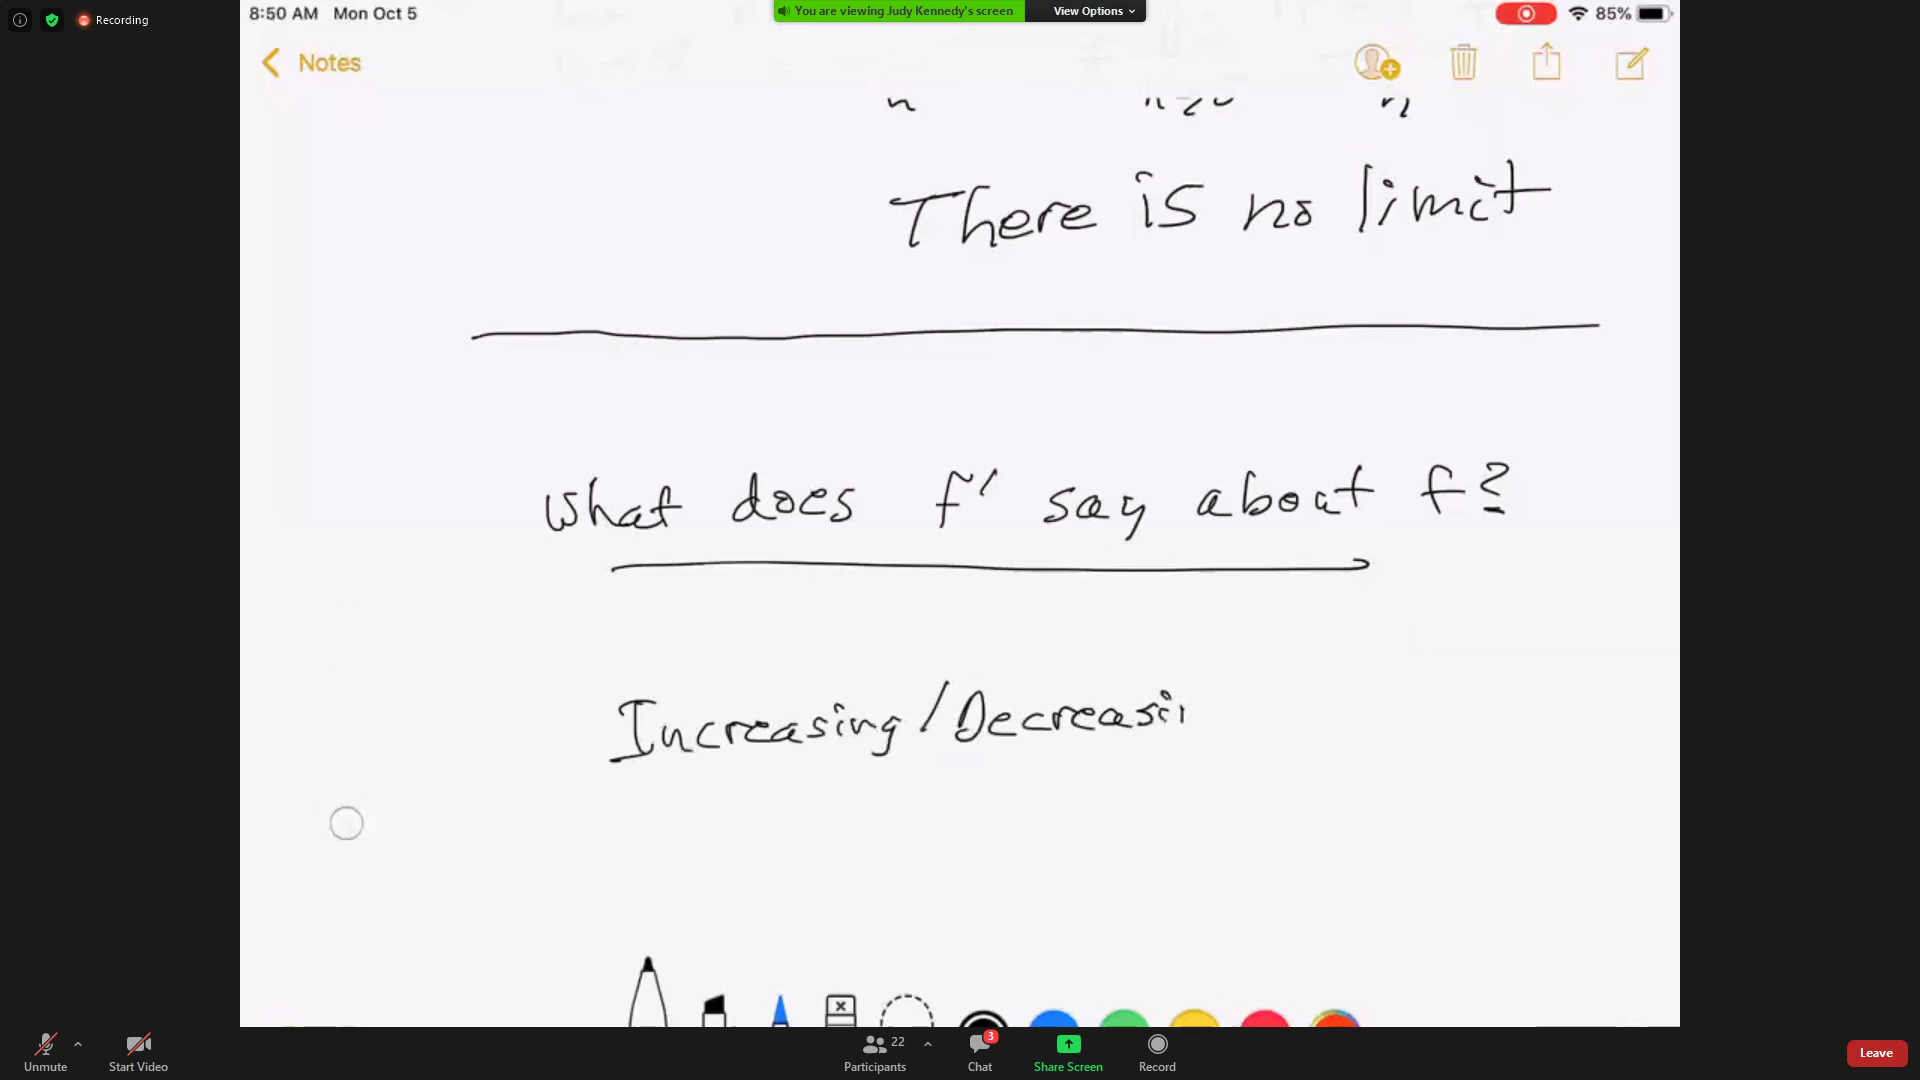 Recording
8:50 AM Mon Oct 5
You are viewing Judy Kennedy's screen
View Options
85%
Notes
There is no limit
What does f' say about f?
Increasing/Decreasi
Unmute
Start Video
22
Participants
3
Chat
Share Screen
Record
Leave